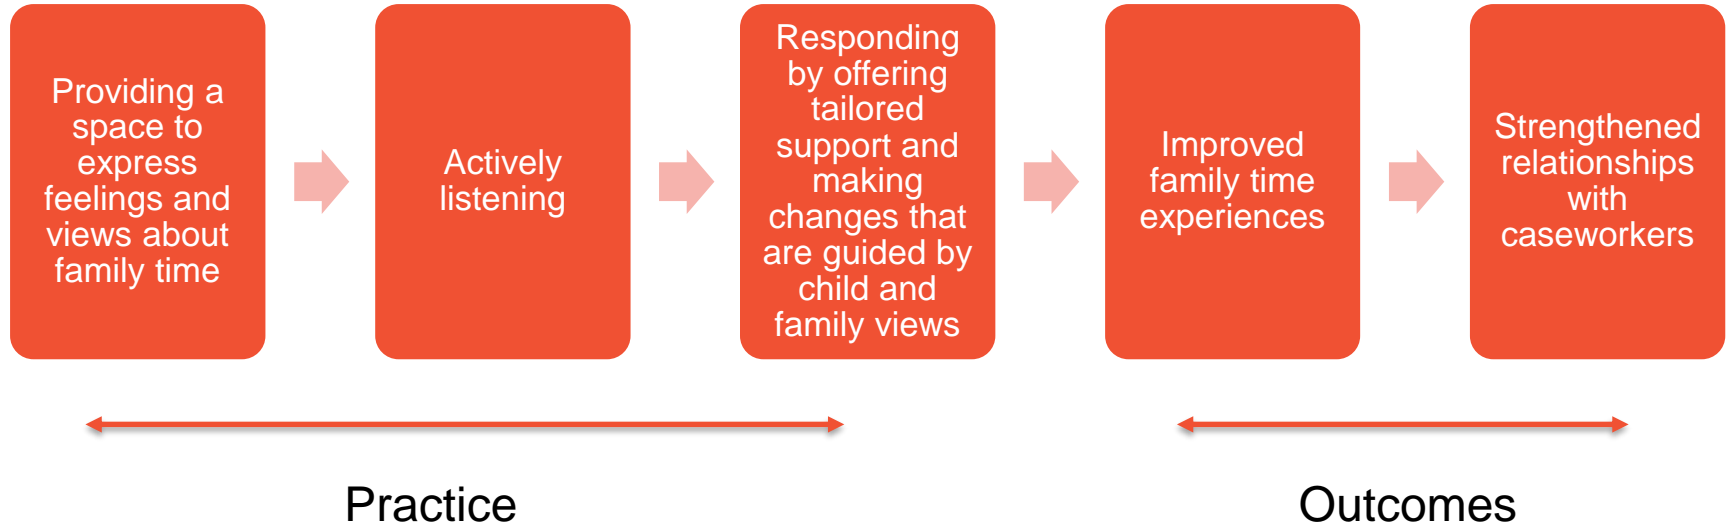 Providing a
space to
express
feelings and
views about
family time
Actively
listening
Responding
by offering
tailored
support and
making
changes that
are guided by
child and
family views
Improved
family time
experiences
Strengthened
relationships
with
caseworkers
Practice
Outcomes